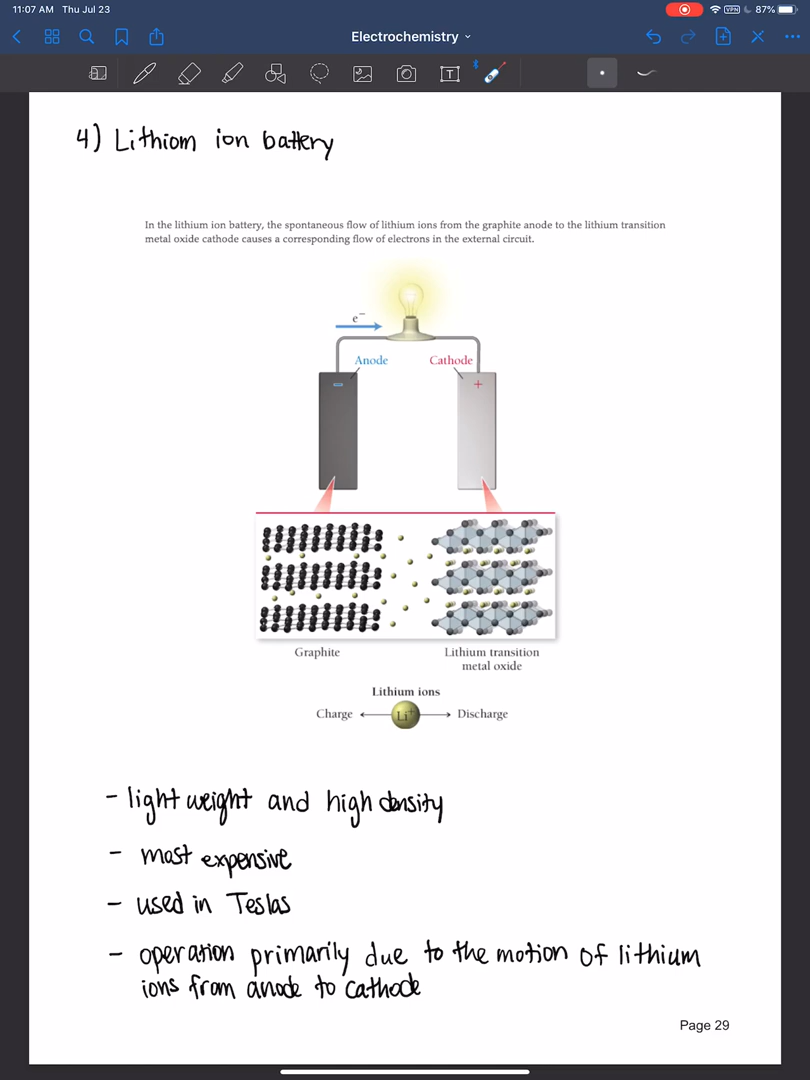 11:07 AM Thu Jul 23
VPN 87%
Electrochemistry
T
4) Lithiom ion battery
In the lithium ion battery, the spontaneous flow of lithium ions from the graphite anode to the lithium transition
metal oxide cathode causes a corresponding flow of electrons in the external circuit.
e⁻
Anode Cathode
− +
Graphite Lithium transition
metal oxide
Lithium ions
Charge Li⁺ Discharge
- light weight and high density
- most expensive
- used in Teslas
- operation primarily due to the motion of lithium
ions from anode to cathode
Page 29